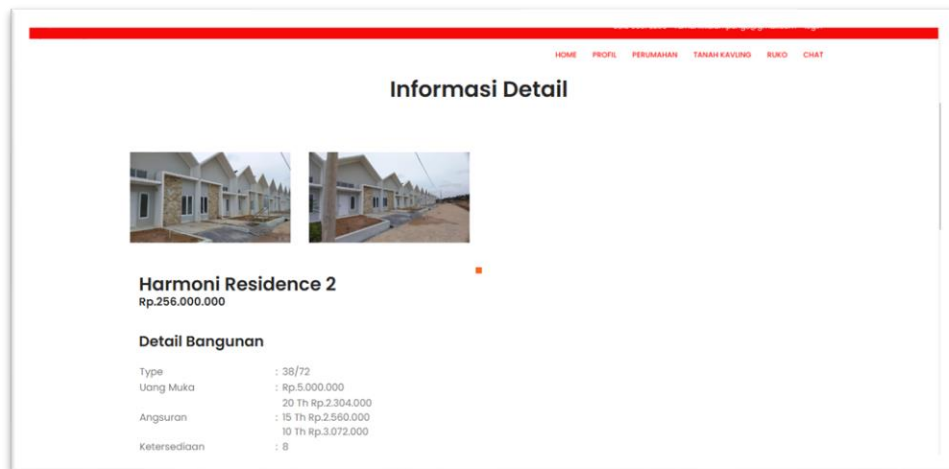 HOME PROFIL PERUMAHAN TANAH KAVLING RUKO CHAT
Informasi Detail
Harmoni Residence 2
Rp.256.000.000
Detail Bangunan
Type : 38/72
Uang Muka : Rp.5.000.000
20 Th Rp.2.304.000
Angsuran : 15 Th Rp.2.560.000
10 Th Rp.3.072.000
Ketersediaan : 8